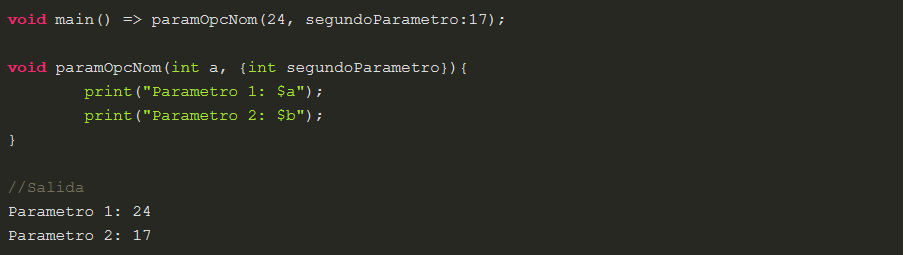 void main() => paramOpcNom(24, segundoParametro:17);
void paramOpcNom(int a, {int segundoParametro}){
print("Parametro 1: $a");
print("Parametro 2: $b");
}
//Salida
Parametro 1: 24
Parametro 2: 17